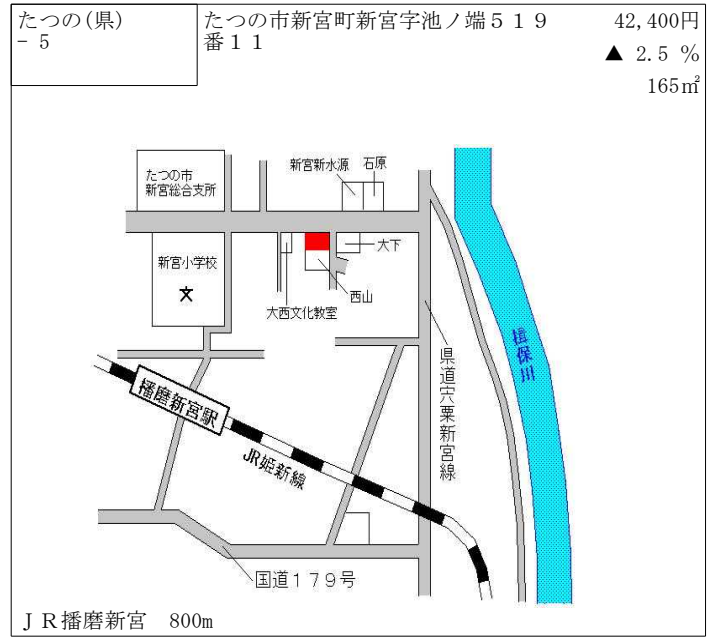 たつの(県)
- 5
たつの市新宮町新宮字池ノ端５１９
番１１
42,400円
▲ 2.5 %
165㎡
たつの市
新宮総合支所
新宮新水源
石原
新宮小学校
文
大下
西山
大西文化教室
揖保川
県道宍粟新宮線
播磨新宮駅
JR姫新線
国道１７９号
ＪＲ播磨新宮 800m